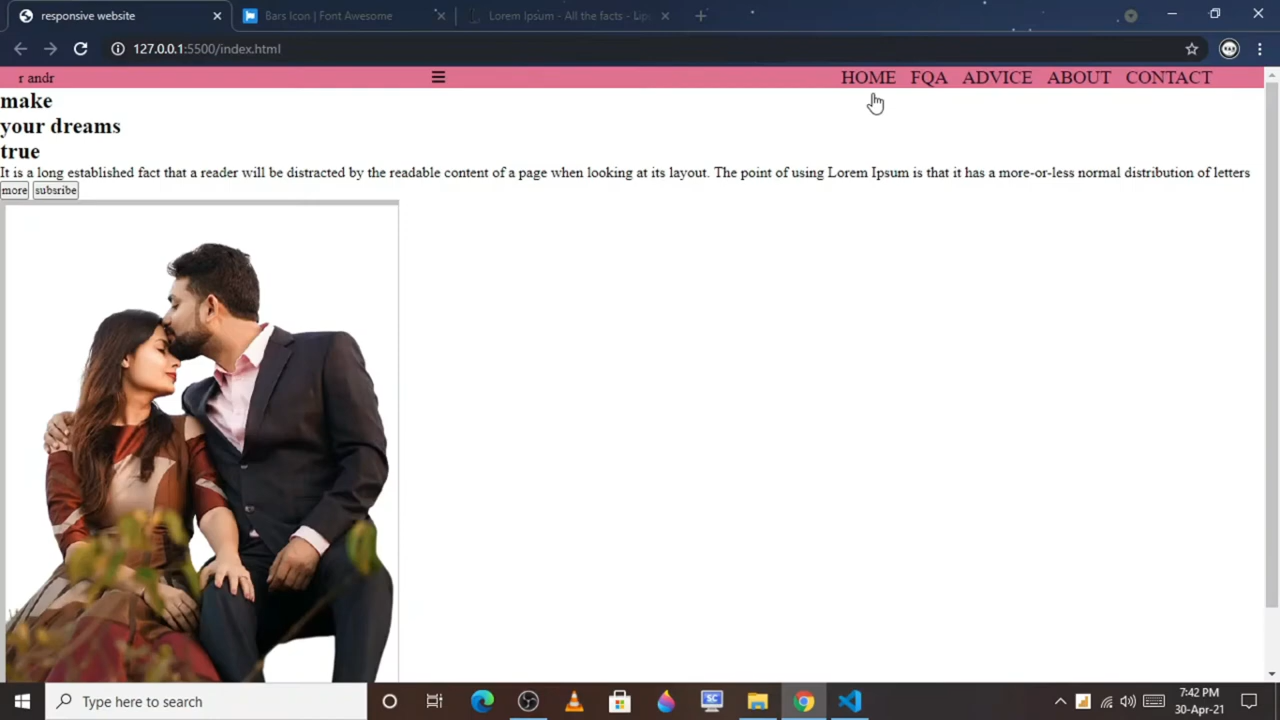 responsive website
Bars Icon | Font Awesome
Lorem Ipsum - All the facts - Lip
127.0.0.1:5500/index.html
r andr
HOME FQA ADVICE ABOUT CONTACT
make
your dreams
true
It is a long established fact that a reader will be distracted by the readable content of a page when looking at its layout. The point of using Lorem Ipsum is that it has a more-or-less normal distribution of letters
more subsribe
Type here to search
SC
7:42 PM
30-Apr-21